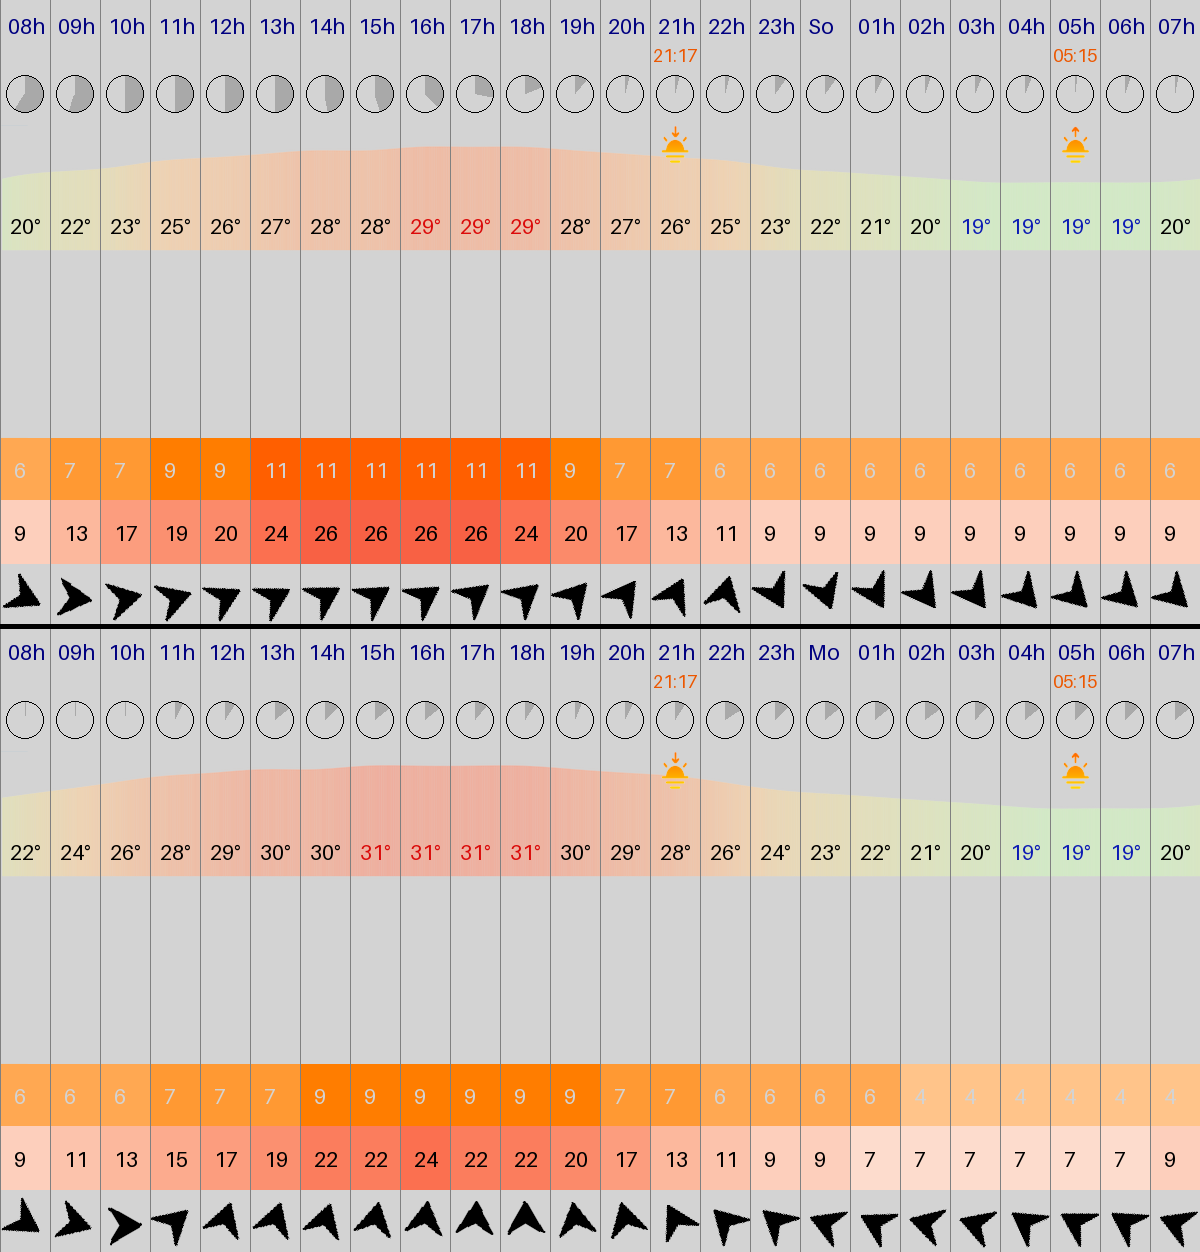 08h 09h 10h 11h 12h 13h 14h 15h 16h 17h 18h 19h 20h 21h 22h 23h So 01h 02h 03h 04h 05h 06h 07h
21:17 05:15
20° 22° 23° 25° 26° 27° 28° 28° 29° 29° 29° 28° 27° 26° 25° 23° 22° 21° 20° 19° 19° 19° 19° 20°
6 7 7 9 9 11 11 11 11 11 11 9 7 7 6 6 6 6 6 6 6 6 6 6
9 13 17 19 20 24 26 26 26 26 24 20 17 13 11 9 9 9 9 9 9 9 9 9
08h 09h 10h 11h 12h 13h 14h 15h 16h 17h 18h 19h 20h 21h 22h 23h Mo 01h 02h 03h 04h 05h 06h 07h
21:17 05:15
22° 24° 26° 28° 29° 30° 30° 31° 31° 31° 31° 30° 29° 28° 26° 24° 23° 22° 21° 20° 19° 19° 19° 20°
6 6 6 7 7 7 9 9 9 9 9 9 7 7 6 6 6 6 4 4 4 4 4 4
9 11 13 15 17 19 22 22 24 22 22 20 17 13 11 9 9 7 7 7 7 7 7 9